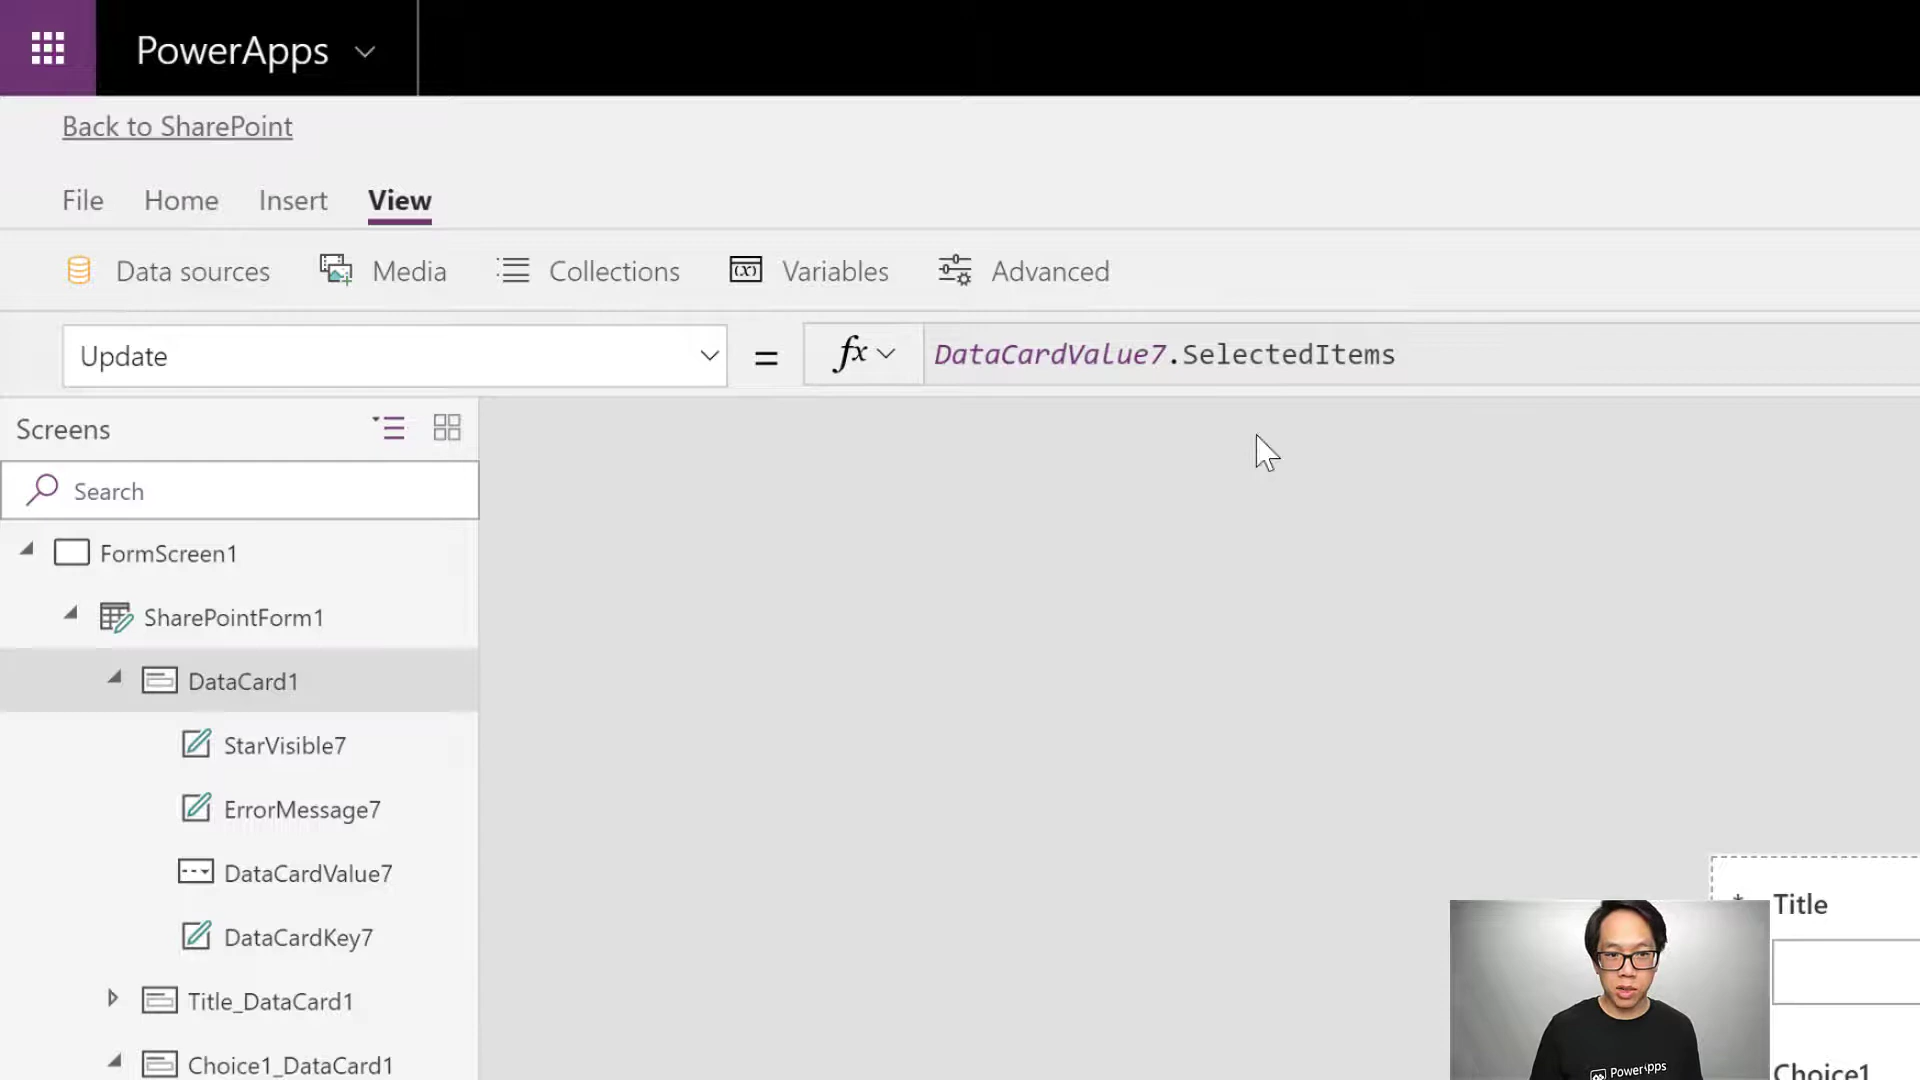 PowerApps
Back to SharePoint
File Home Insert View
Data sources Media Collections (x) Variables Advanced
Update = fx DataCardValue7.SelectedItems
Screens
Search
FormScreen1
SharePointForm1
DataCard1
StarVisible7
ErrorMessage7
DataCardValue7
DataCardKey7
Title_DataCard1
Choice1_DataCard1
* Title
Choice1
PowerApps